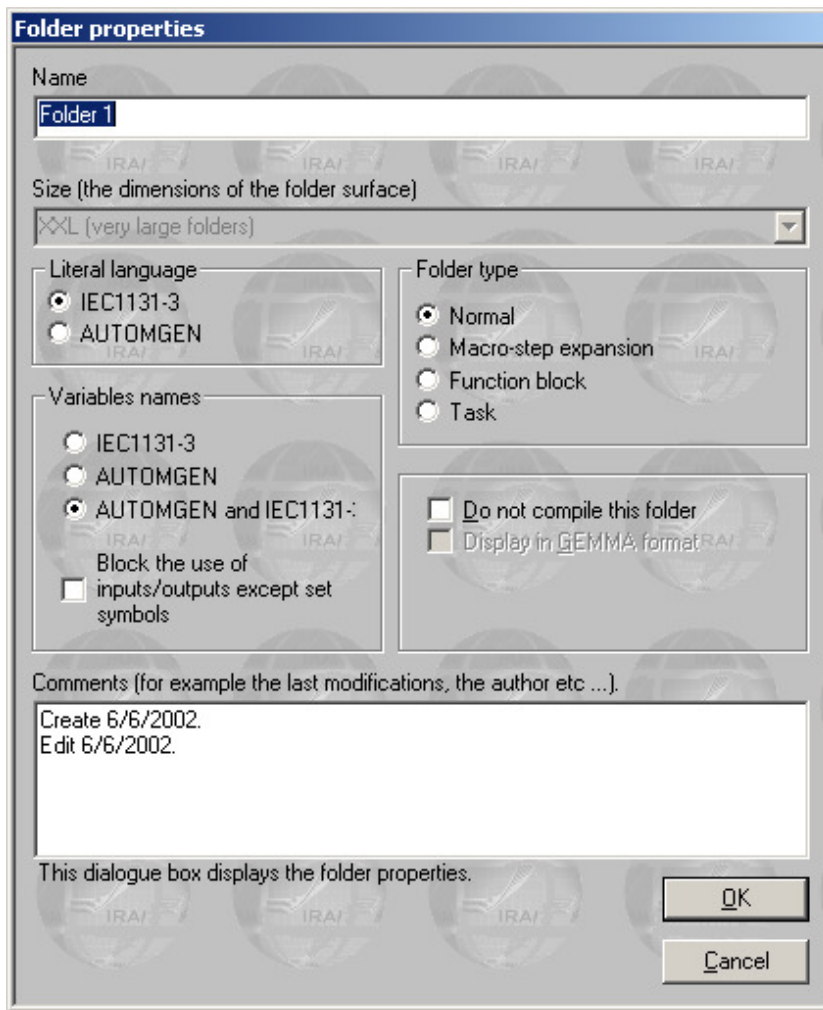 Folder properties
Name
Folder 1
Size (the dimensions of the folder surface)
XXL (very large folders)
Literal language
IEC1131-3
AUTOMGEN
Folder type
Normal
Macro-step expansion
Function block
Task
Variables names
IEC1131-3
AUTOMGEN
AUTOMGEN and IEC1131-
Block the use of
inputs/outputs except set
symbols
Do not compile this folder
Display in GEMMA format
Comments (for example the last modifications, the author etc ...).
Create 6/6/2002.
Edit 6/6/2002.
This dialogue box displays the folder properties.
OK
Cancel